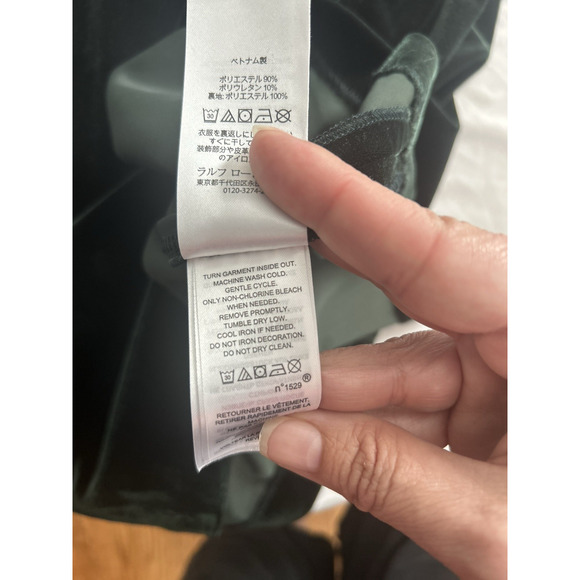 ベトナム製
ポリエステル 90%
ポリウレタン 10%
裏地: ポリエステル 100%
30
衣服を裏返しに
すぐに干して
装飾部分や皮革
のアイロ
ラルフ ロー
東京都千代田区永
0120-3274-
TURN GARMENT INSIDE OUT.
MACHINE WASH COLD.
GENTLE CYCLE.
ONLY NON-CHLORINE BLEACH
WHEN NEEDED.
REMOVE PROMPTLY.
TUMBLE DRY LOW.
COOL IRON IF NEEDED.
DO NOT IRON DECORATION.
DO NOT DRY CLEAN.
30
n°1529®
RETOURNER LE VÊTEMENT.
RETIRER RAPIDEMENT DE LA